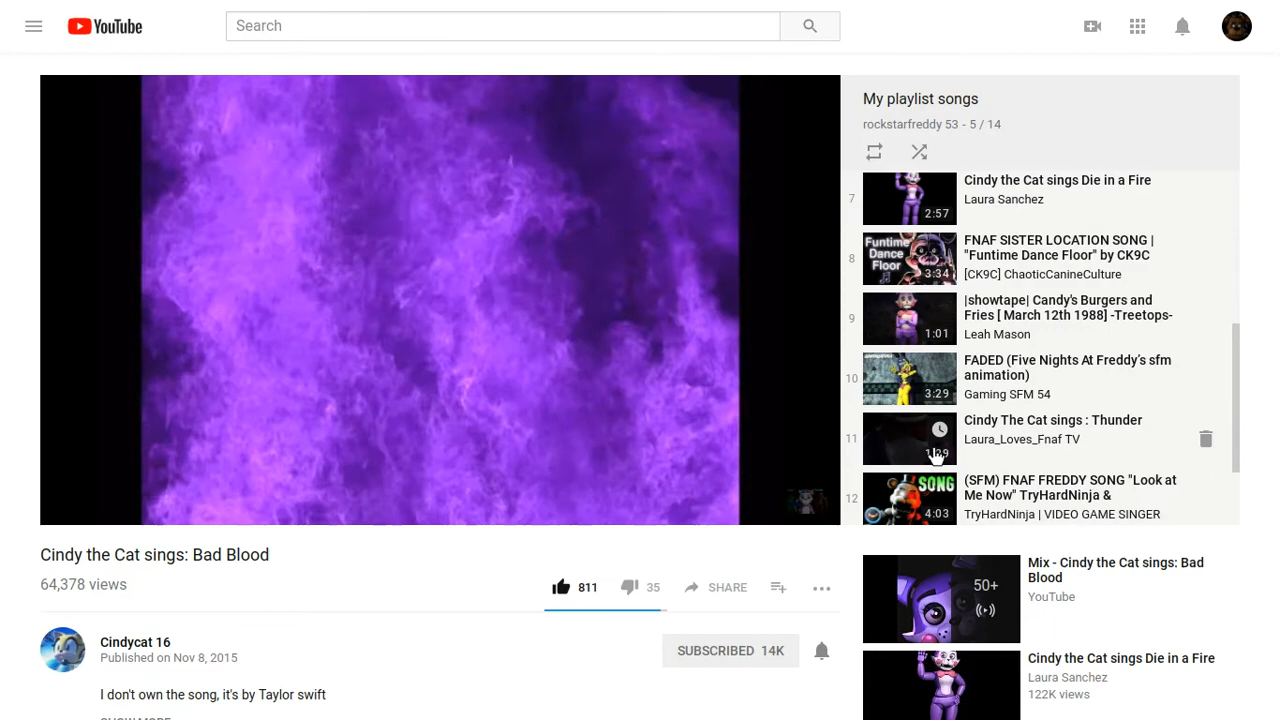 YouTube
Search
My playlist songs
rockstarfreddy 53 - 5 / 14
7
2:57
Cindy the Cat sings Die in a Fire
Laura Sanchez
8
Funtime
Dance
Floor
3:34
FNAF SISTER LOCATION SONG |
"Funtime Dance Floor" by CK9C
[CK9C] ChaoticCanineCulture
9
1:01
|showtape| Candy's Burgers and
Fries [ March 12th 1988] -Treetops-
Leah Mason
10
3:29
FADED (Five Nights At Freddy’s sfm
animation)
Gaming SFM 54
11
Cindy The Cat sings : Thunder
Laura_Loves_Fnaf TV
12
SONG
4:03
(SFM) FNAF FREDDY SONG "Look at
Me Now" TryHardNinja &
TryHardNinja | VIDEO GAME SINGER
Cindy the Cat sings: Bad Blood
64,378 views
811
35
SHARE
Cindycat 16
Published on Nov 8, 2015
SUBSCRIBED 14K
I don't own the song, it's by Taylor swift
SHOW MORE
50+
Mix - Cindy the Cat sings: Bad
Blood
YouTube
Cindy the Cat sings Die in a Fire
Laura Sanchez
122K views